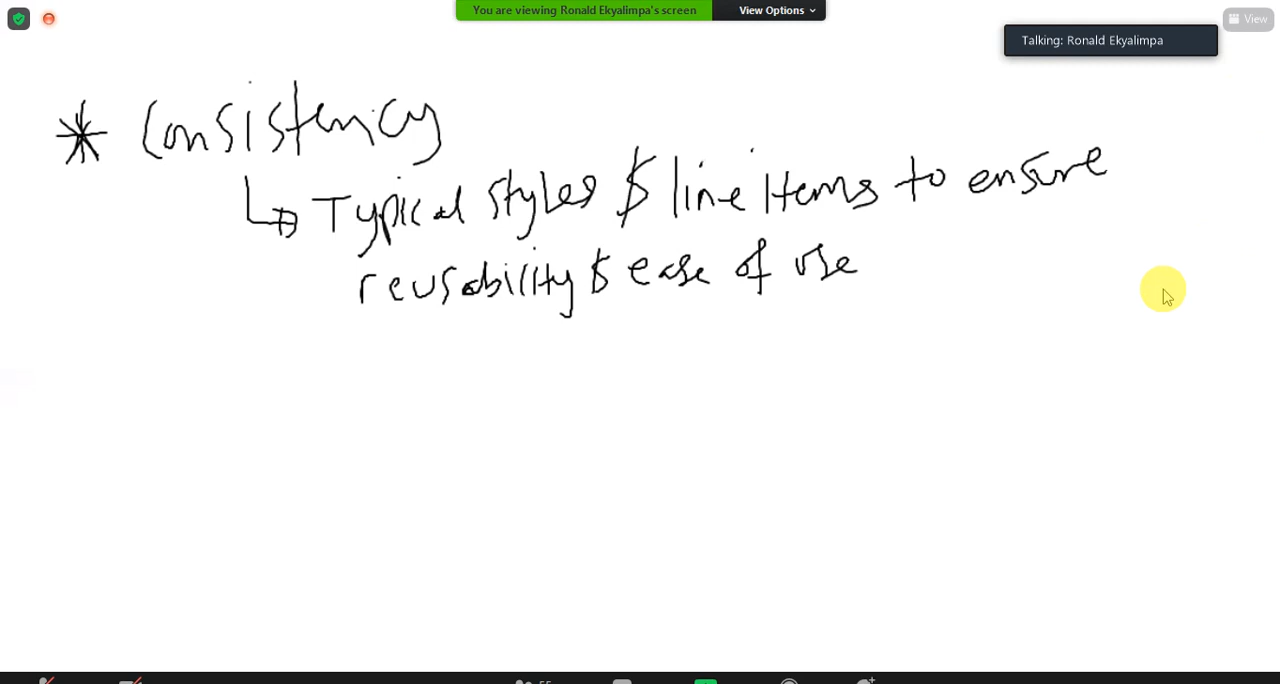 You are viewing Ronald Ekyalimpa's screen
View Options
View
Talking: Ronald Ekyalimpa
* Consistency
↳ Typical styles & line items to ensure
reusability & ease of use
55